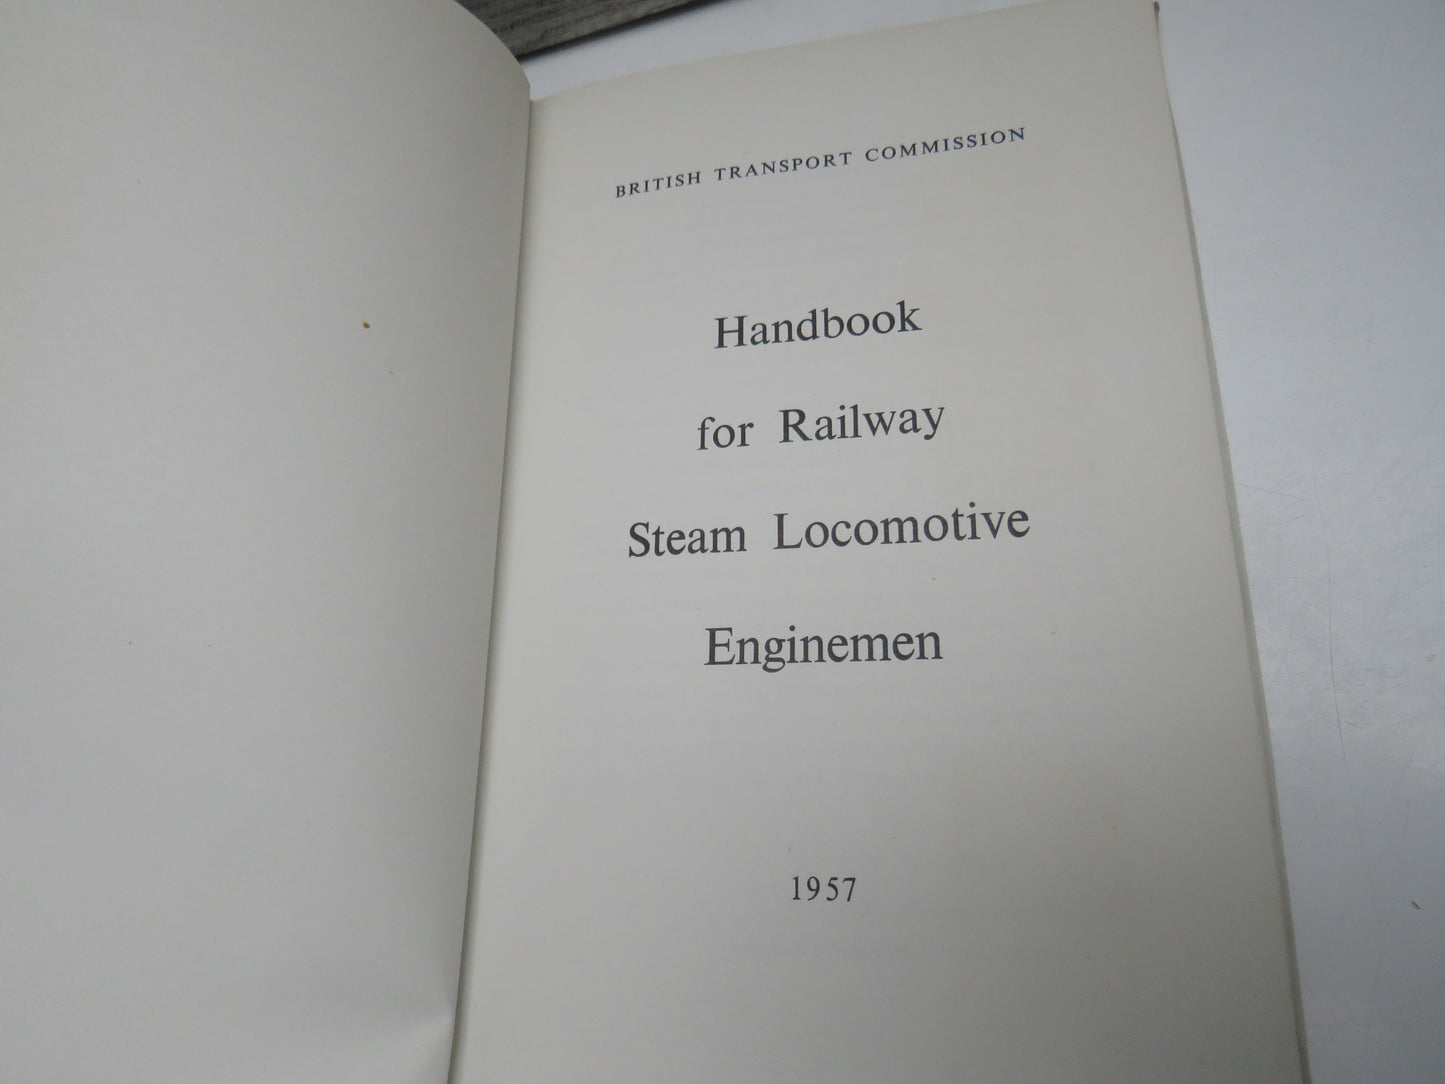 BRITISH TRANSPORT COMMISSION
Handbook
for Railway
Steam Locomotive
Enginemen
1957